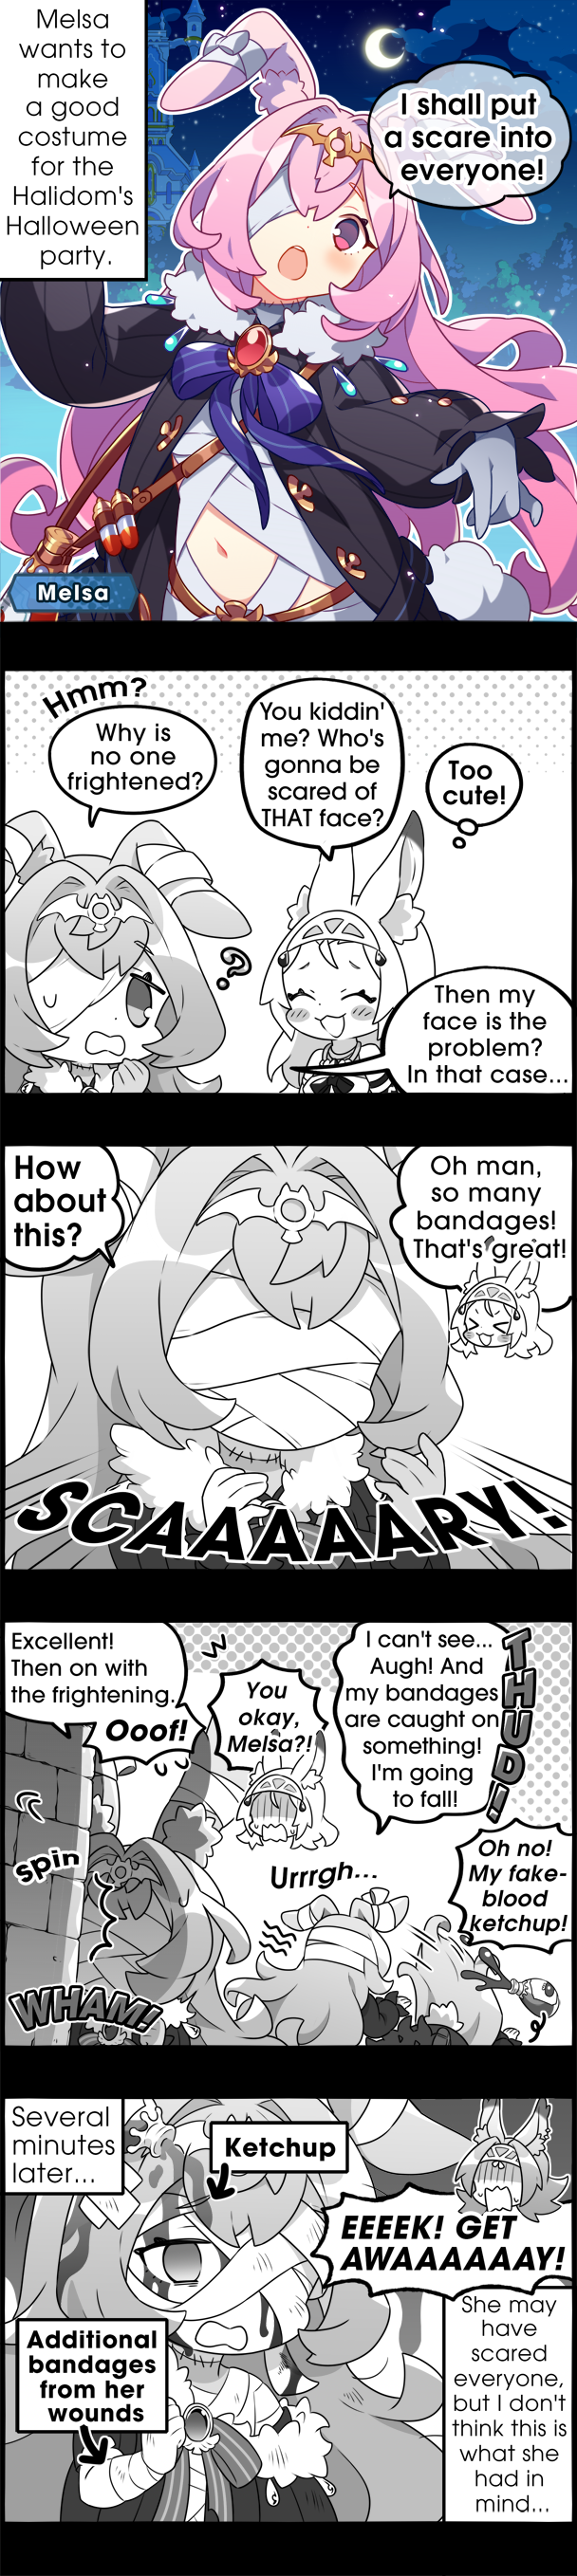 Melsa
wants to
make
a good
costume
for the
Halidom's
Halloween
party.
I shall put
a scare into
everyone!
Melsa
Hmm?
Why is
no one
frightened?
You kiddin'
me? Who's
gonna be
scared of
THAT face?
Too
cute!
?
Then my
face is the
problem?
In that case...
How
about
this?
Oh man,
so many
bandages!
That's great!
SCAAAAAARY!
Excellent!
Then on with
the frightening.
Ooof!
You
okay,
Melsa?!
I can't see...
Augh! And
my bandages
are caught on
something!
I'm going
to fall!
THUD!
spin
WHAM!
Urrrgh...
Oh no!
My fake-
blood
ketchup!
Several
minutes
later...
Ketchup
EEEEK! GET
AWAAAAAAY!
Additional
bandages
from her
wounds
She may
have
scared
everyone,
but I don't
think this is
what she
had in
mind...